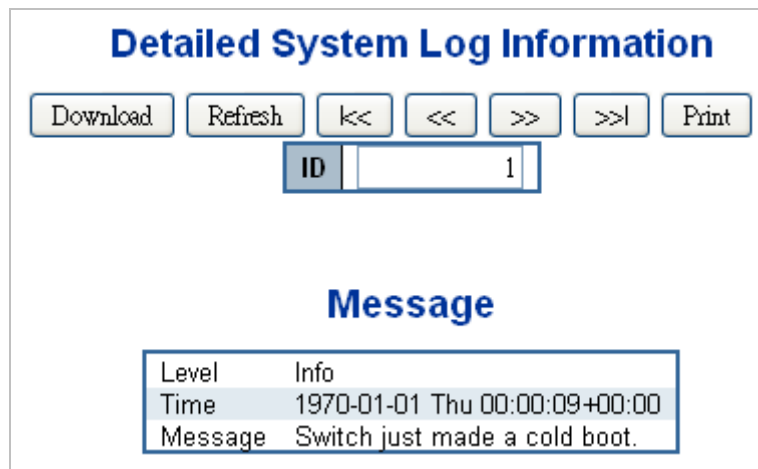 Detailed System Log Information
Download Refresh |<< << >> >>| Print
ID 1
Message
Level Info
Time 1970-01-01 Thu 00:00:09+00:00
Message Switch just made a cold boot.